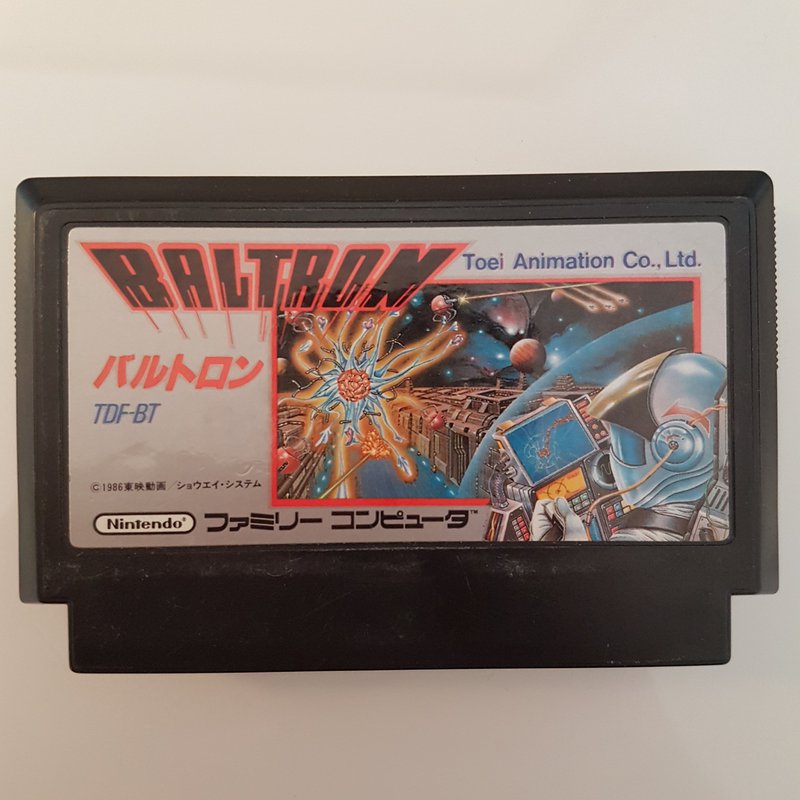 BALTRON
Toei Animation Co., Ltd.
バルトロン
TDF-BT
©1986東映動画/ショウエイ・システム
Nintendo® ファミリー コンピュータ™